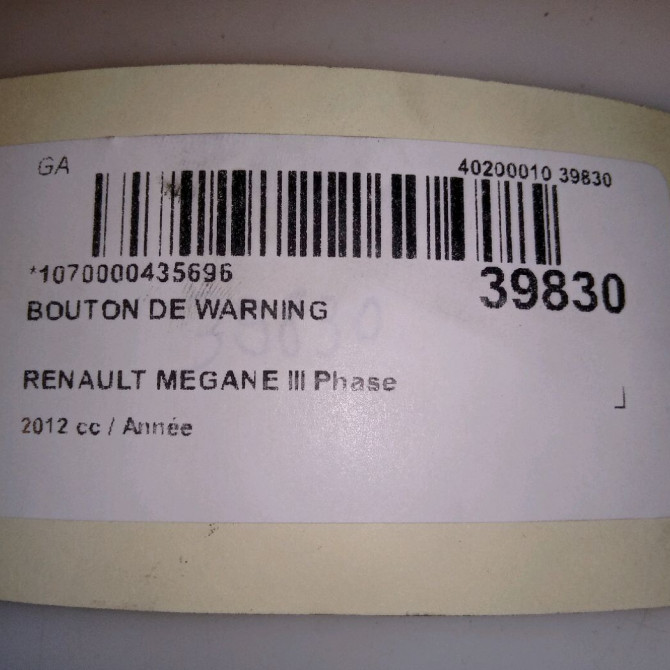 GA
40200010 39830
*1070000435696
39830
BOUTON DE WARNING
RENAULT MEGANE III Phase
2012 cc / Année